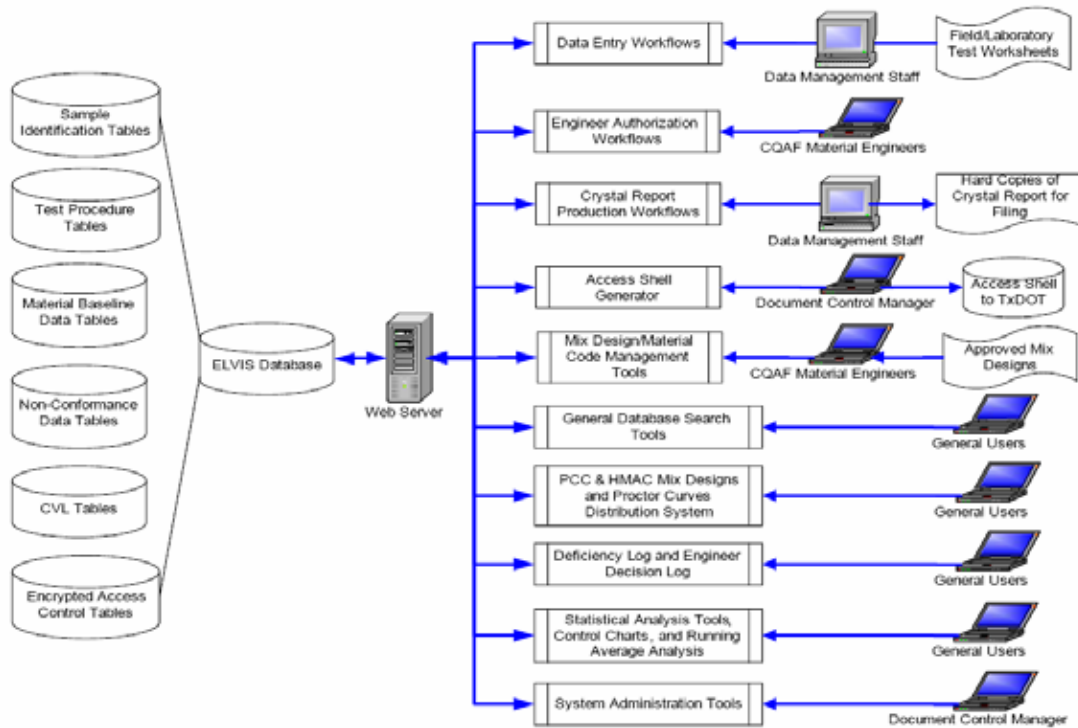 Sample
Identification Tables
Test Procedure
Tables
Material Baseline
Data Tables
Non-Conformance
Data Tables
CVL Tables
Encrypted Access
Control Tables
ELVIS Database
Web Server
Data Entry Workflows
Data Management Staff
Field/Laboratory
Test Worksheets
Engineer Authorization
Workflows
CQAF Material Engineers
Crystal Report
Production Workflows
Data Management Staff
Hard Copies of
Crystal Report for
Filing
Access Shell
Generator
Document Control Manager
Access Shell
to TxDOT
Mix Design/Material
Code Management
Tools
CQAF Material Engineers
Approved Mix
Designs
General Database Search
Tools
General Users
PCC & HMAC Mix Designs
and Proctor Curves
Distribution System
General Users
Deficiency Log and Engineer
Decision Log
General Users
Statistical Analysis Tools,
Control Charts, and Running
Average Analysis
General Users
System Administration Tools
Document Control Manager